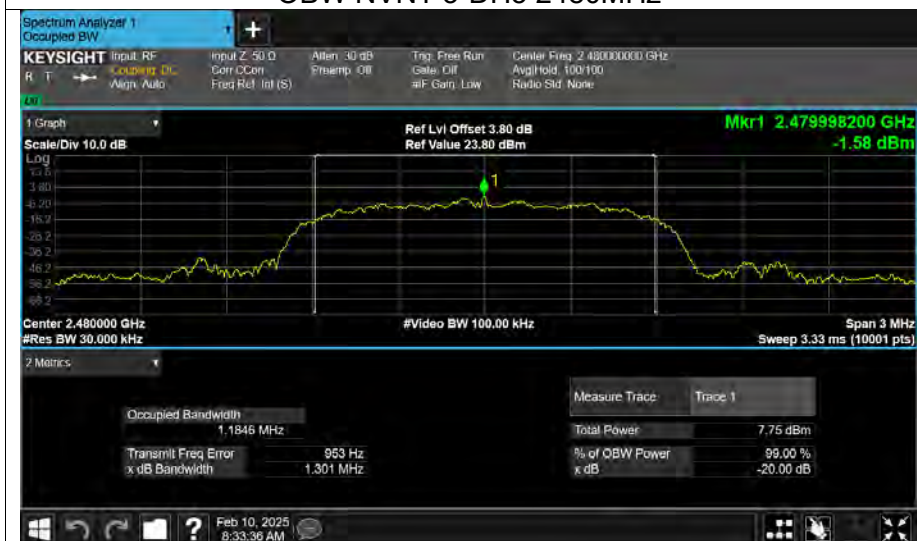 OBW NVNT 3-DH5 2480MHz
Spectrum Analyzer 1
Occupied BW
KEYSIGHT Input: RF
R T Coupling: DC
Align: Auto
Input Z: 50 Ω
Corr CCorr
Freq Ref: Int (S)
Atten: 30 dB
Preamp: Off
Trig: Free Run
Gate: Off
#IF Gain: Low
Center Freq: 2.480000000 GHz
Avg|Hold: 100/100
Radio Std: None
1 Graph
Scale/Div 10.0 dB
Ref Lvl Offset 3.80 dB
Ref Value 23.80 dBm
Mkr1 2.479998200 GHz
-1.58 dBm
Log
3.80
-6.20
-16.2
-26.2
-36.2
-46.2
-56.2
-66.2
1
Center 2.480000 GHz
#Res BW 30.000 kHz
#Video BW 100.00 kHz
Span 3 MHz
Sweep 3.33 ms (10001 pts)
2 Metrics
Measure Trace Trace 1
Occupied Bandwidth
1.1846 MHz
Total Power 7.75 dBm
Transmit Freq Error 953 Hz
% of OBW Power 99.00 %
x dB Bandwidth 1.301 MHz
x dB -20.00 dB
?
Feb 10, 2025
8:33:36 AM